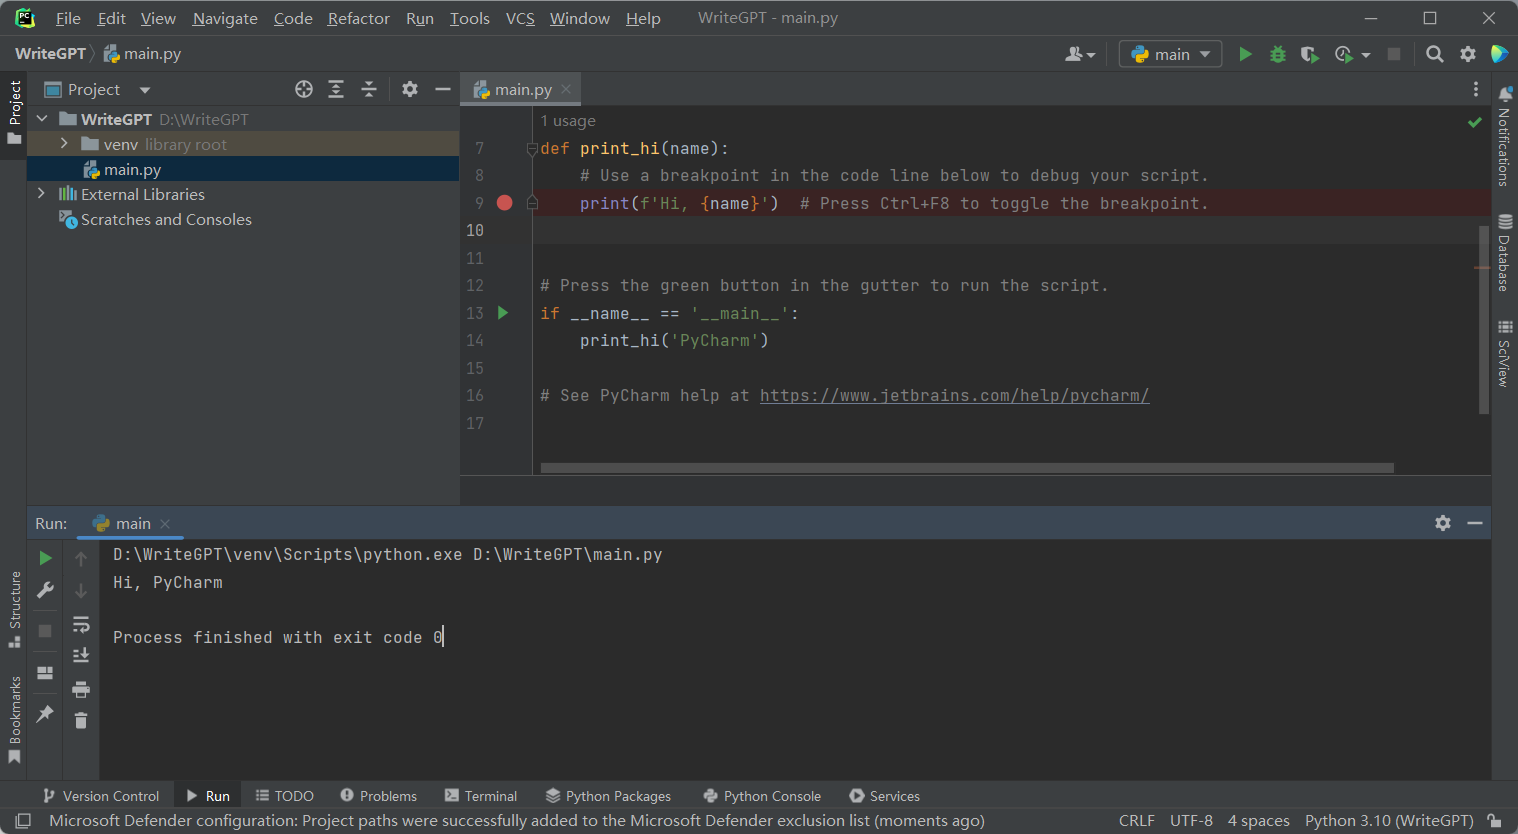 File Edit View Navigate Code Refactor Run Tools VCS Window Help WriteGPT - main.py
WriteGPT main.py main
Project
Project
main.py
WriteGPT D:\WriteGPT
venv library root
main.py
External Libraries
Scratches and Consoles
1 usage
7 def print_hi(name):
8 # Use a breakpoint in the code line below to debug your script.
9 print(f'Hi, {name}') # Press Ctrl+F8 to toggle the breakpoint.
10
11
12 # Press the green button in the gutter to run the script.
13 if __name__ == '__main__':
14 print_hi('PyCharm')
15
16 # See PyCharm help at https://www.jetbrains.com/help/pycharm/
17
Notifications
Database
SciView
Run: main
D:\WriteGPT\venv\Scripts\python.exe D:\WriteGPT\main.py
Hi, PyCharm
Process finished with exit code 0
Structure
Bookmarks
Version Control Run TODO Problems Terminal Python Packages Python Console Services
Microsoft Defender configuration: Project paths were successfully added to the Microsoft Defender exclusion list (moments ago) CRLF UTF-8 4 spaces Python 3.10 (WriteGPT)